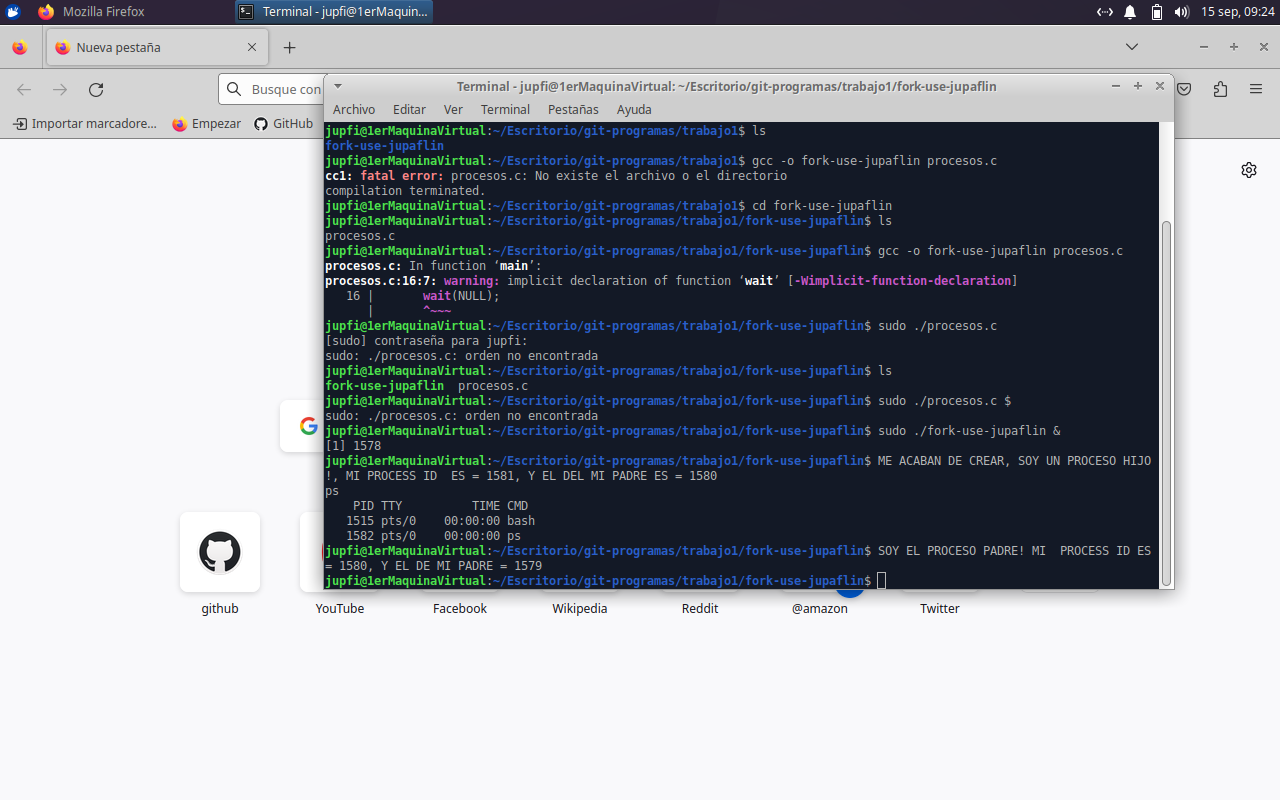 Mozilla Firefox
Terminal - jupfi@1erMaquin...
15 sep, 09:24
Nueva pestaña
Busque con
Importar marcadore...
Empezar
GitHub
Terminal - jupfi@1erMaquinaVirtual: ~/Escritorio/git-programas/trabajo1/fork-use-jupaflin
Archivo Editar Ver Terminal Pestañas Ayuda
jupfi@1erMaquinaVirtual:~/Escritorio/git-programas/trabajo1$ ls
fork-use-jupaflin
jupfi@1erMaquinaVirtual:~/Escritorio/git-programas/trabajo1$ gcc -o fork-use-jupaflin procesos.c
cc1: fatal error: procesos.c: No existe el archivo o el directorio
compilation terminated.
jupfi@1erMaquinaVirtual:~/Escritorio/git-programas/trabajo1$ cd fork-use-jupaflin
jupfi@1erMaquinaVirtual:~/Escritorio/git-programas/trabajo1/fork-use-jupaflin$ ls
procesos.c
jupfi@1erMaquinaVirtual:~/Escritorio/git-programas/trabajo1/fork-use-jupaflin$ gcc -o fork-use-jupaflin procesos.c
procesos.c: In function ‘main’:
procesos.c:16:7: warning: implicit declaration of function ‘wait’ [-Wimplicit-function-declaration]
   16 |       wait(NULL);
      |       ^~~~
jupfi@1erMaquinaVirtual:~/Escritorio/git-programas/trabajo1/fork-use-jupaflin$ sudo ./procesos.c
[sudo] contraseña para jupfi:
sudo: ./procesos.c: orden no encontrada
jupfi@1erMaquinaVirtual:~/Escritorio/git-programas/trabajo1/fork-use-jupaflin$ ls
fork-use-jupaflin  procesos.c
jupfi@1erMaquinaVirtual:~/Escritorio/git-programas/trabajo1/fork-use-jupaflin$ sudo ./procesos.c $
sudo: ./procesos.c: orden no encontrada
jupfi@1erMaquinaVirtual:~/Escritorio/git-programas/trabajo1/fork-use-jupaflin$ sudo ./fork-use-jupaflin &
[1] 1578
jupfi@1erMaquinaVirtual:~/Escritorio/git-programas/trabajo1/fork-use-jupaflin$ ME ACABAN DE CREAR, SOY UN PROCESO HIJO
!, MI PROCESS ID  ES = 1581, Y EL DEL MI PADRE ES = 1580
ps
    PID TTY          TIME CMD
   1515 pts/0    00:00:00 bash
   1582 pts/0    00:00:00 ps
jupfi@1erMaquinaVirtual:~/Escritorio/git-programas/trabajo1/fork-use-jupaflin$ SOY EL PROCESO PADRE! MI  PROCESS ID ES
= 1580, Y EL DE MI PADRE = 1579
jupfi@1erMaquinaVirtual:~/Escritorio/git-programas/trabajo1/fork-use-jupaflin$
github
YouTube
Facebook
Wikipedia
Reddit
@amazon
Twitter